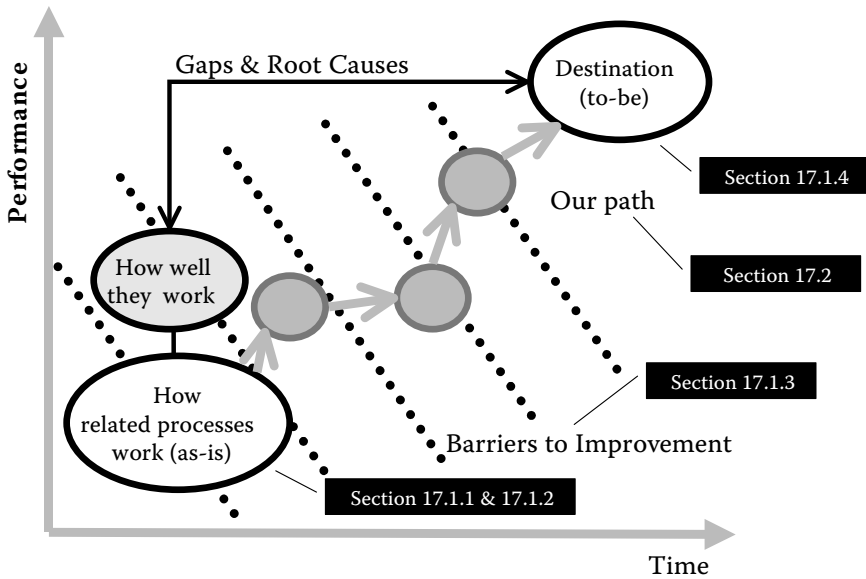 Performance
Gaps & Root Causes
Destination
(to-be)
Section 17.1.4
Our path
How well
they work
Section 17.2
Section 17.1.3
How
related processes
work (as-is)
Barriers to Improvement
Section 17.1.1 & 17.1.2
Time